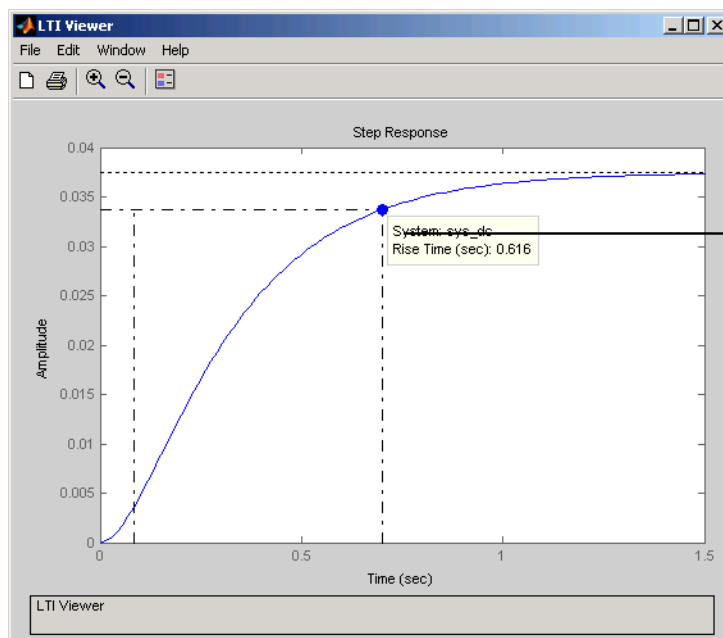 LTI Viewer
File Edit Window Help
Step Response
Amplitude
0.04
0.035
0.03
0.025
0.02
0.015
0.01
0.005
0
System: sys_dc
Rise Time (sec): 0.616
0 0.5 1 1.5
Time (sec)
LTI Viewer